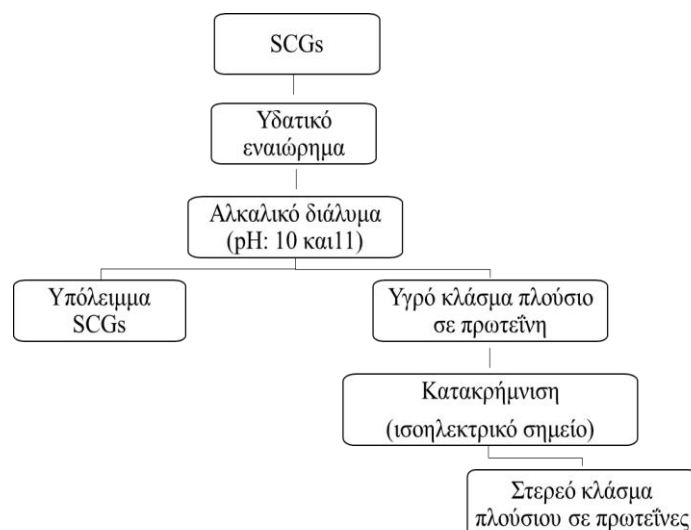 SCGs
Υδατικό
εναιώρημα
Αλκαλικό διάλυμα
(pH: 10 και11)
Υπόλειμμα
SCGs
Υγρό κλάσμα πλούσιο
σε πρωτεΐνη
Κατακρήμνιση
(ισοηλεκτρικό σημείο)
Στερεό κλάσμα
πλούσιου σε πρωτεΐνες